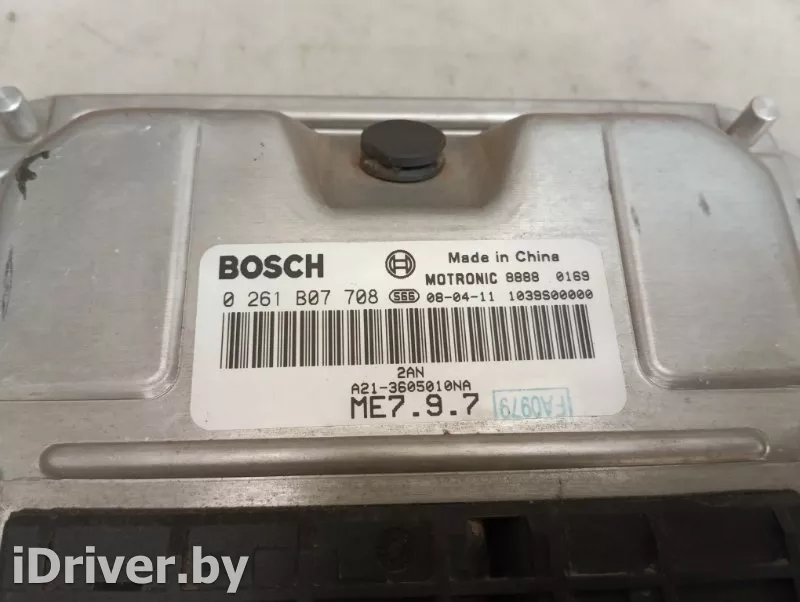 BOSCH
Made in China
MOTRONIC 8888 0169
0 261 B07 708 SGG 08-04-11 1039S00000
2AN
A21-3605010NA
ME7.9.7
FA0979
iDriver.by